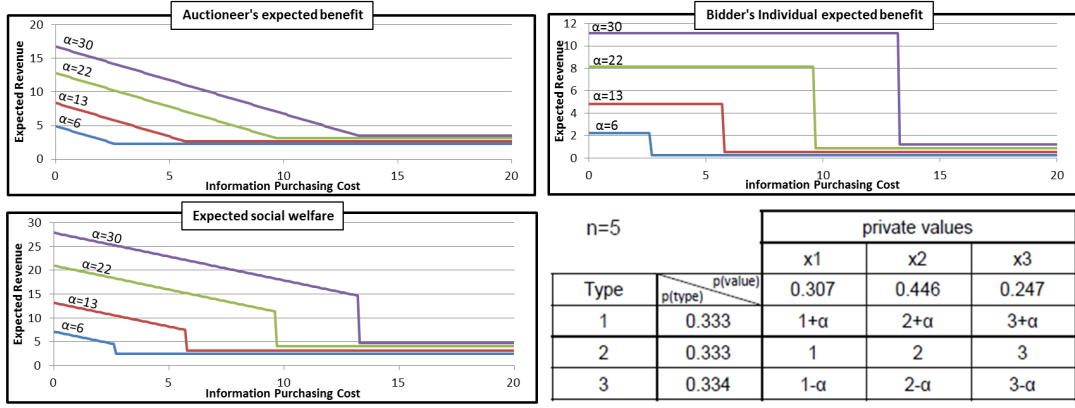 Auctioneer's expected benefit
Expected Revenue
20
15
10
5
0
α=30
α=22
α=13
α=6
0 5 10 15 20
Information Purchasing Cost
Bidder's Individual expected benefit
Expected Revenue
12
10
8
6
4
2
0
α=30
α=22
α=13
α=6
0 5 10 15 20
Information Purchasing Cost
Expected social welfare
Expected Revenue
30
25
20
15
10
5
0
α=30
α=22
α=13
α=6
0 5 10 15 20
Information Purchasing Cost
n=5
private values
x1 x2 x3
Type p(type) p(value) 0.307 0.446 0.247
1 0.333 1+α 2+α 3+α
2 0.333 1 2 3
3 0.334 1-α 2-α 3-α